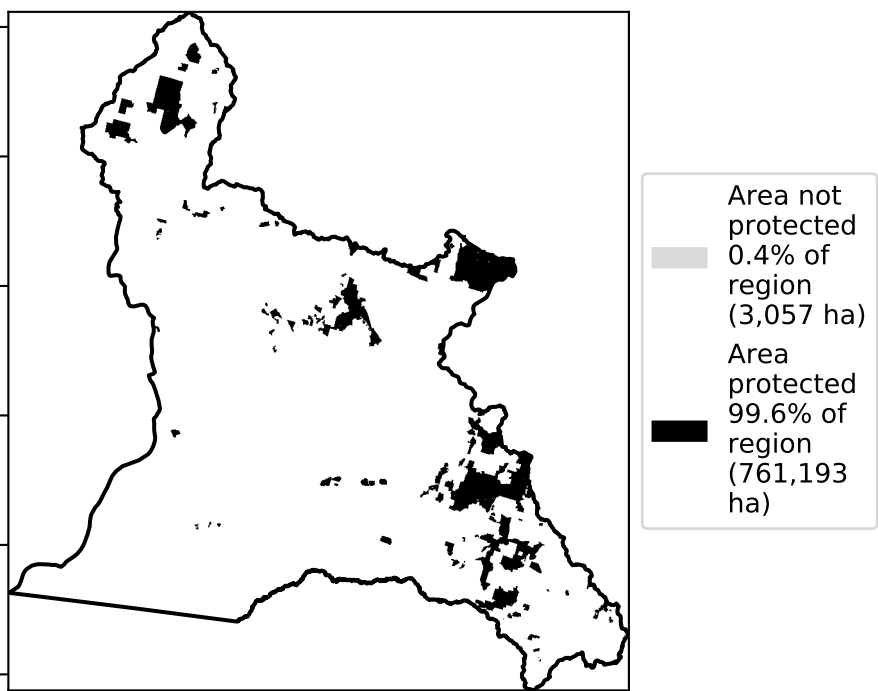 Area not
protected
0.4% of
region
(3,057 ha)
Area
protected
99.6% of
region
(761,193
ha)